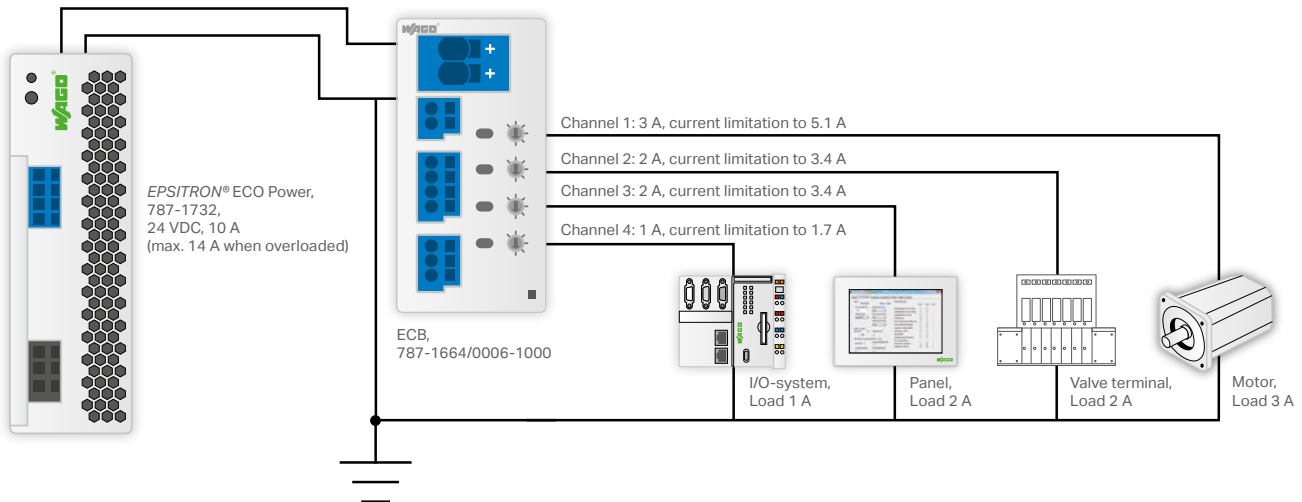 WAGO
+
+
WAGO
Channel 1: 3 A, current limitation to 5.1 A
Channel 2: 2 A, current limitation to 3.4 A
Channel 3: 2 A, current limitation to 3.4 A
Channel 4: 1 A, current limitation to 1.7 A
EPSITRON® ECO Power,
787-1732,
24 VDC, 10 A
(max. 14 A when overloaded)
ECB,
787-1664/0006-1000
WAGO
WAGO
I/O-system,
Load 1 A
Panel,
Load 2 A
Valve terminal,
Load 2 A
Motor,
Load 3 A